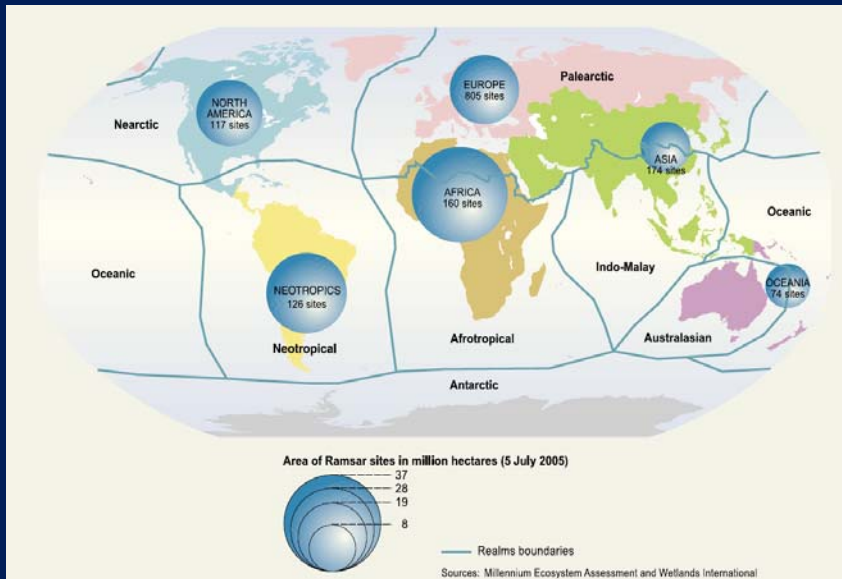 EUROPE
805 sites
Palearctic
NORTH
AMERICA
117 sites
Nearctic
ASIA
174 sites
AFRICA
160 sites
Oceanic
Indo-Malay
Oceanic
OCEANIA
74 sites
NEOTROPICS
126 sites
Neotropical
Afrotropical
Australasian
Antarctic
Area of Ramsar sites in million hectares (5 July 2005)
37
28
19
8
Realms boundaries
Sources: Millennium Ecosystem Assessment and Wetlands International